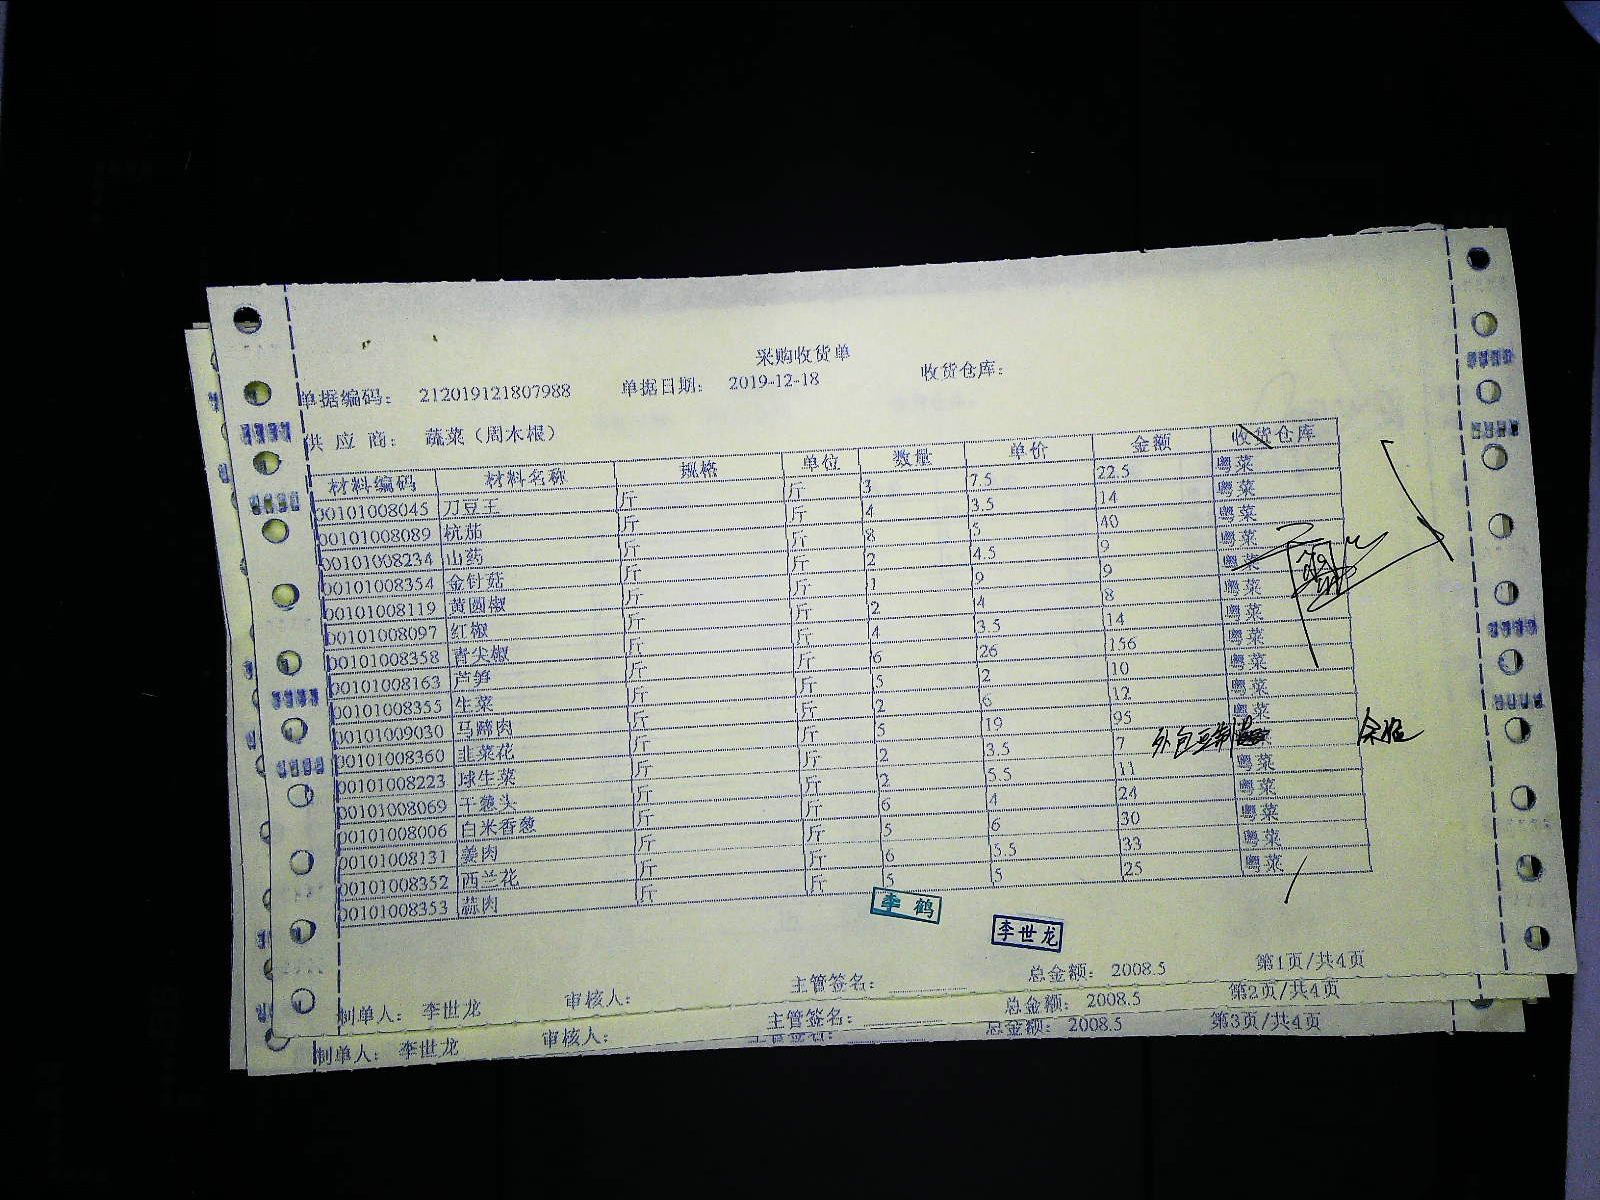 采购收货单
单据编码： 212019121807988 单据日期： 2019-12-18 收货仓库：
供 应 商： 蔬菜（周木根）
材料编码 材料名称 规格 单位 数量 单价 金额 收货仓库
00101008045 刀豆王 斤 斤 3 7.5 22.5 粤菜
00101008089 杭茄 斤 斤 4 3.5 14 粤菜
00101008234 山药 斤 斤 8 5 40 粤菜
00101008354 金针菇 斤 斤 2 4.5 9 粤菜
00101008119 黄圆椒 斤 斤 1 9 9 粤菜
00101008097 红椒 斤 斤 2 4 8 粤菜
00101008358 青尖椒 斤 斤 4 3.5 14 粤菜
00101008163 芦笋 斤 斤 6 26 156 粤菜
00101008355 生菜 斤 斤 5 2 10 粤菜
00101009030 马蹄肉 斤 斤 2 6 12 粤菜
00101008360 韭菜花 斤 斤 5 19 95 粤菜
00101008223 球生菜 斤 斤 2 3.5 7
00101008069 干葱头 斤 斤 2 5.5 11 粤菜
00101008006 白米香葱 斤 斤 6 4 24 粤菜
00101008131 姜肉 斤 斤 5 6 30 粤菜
00101008352 西兰花 斤 斤 6 5.5 33 粤菜
00101008353 蒜肉 斤 斤 5 5 25 粤菜
李鹤
李世龙
制单人： 李世龙 审核人： 主管签名： 总金额： 2008.5 第1页/共4页
制单人： 李世龙 审核人： 主管签名： 总金额： 2008.5 第2页/共4页
总金额： 2008.5 第3页/共4页